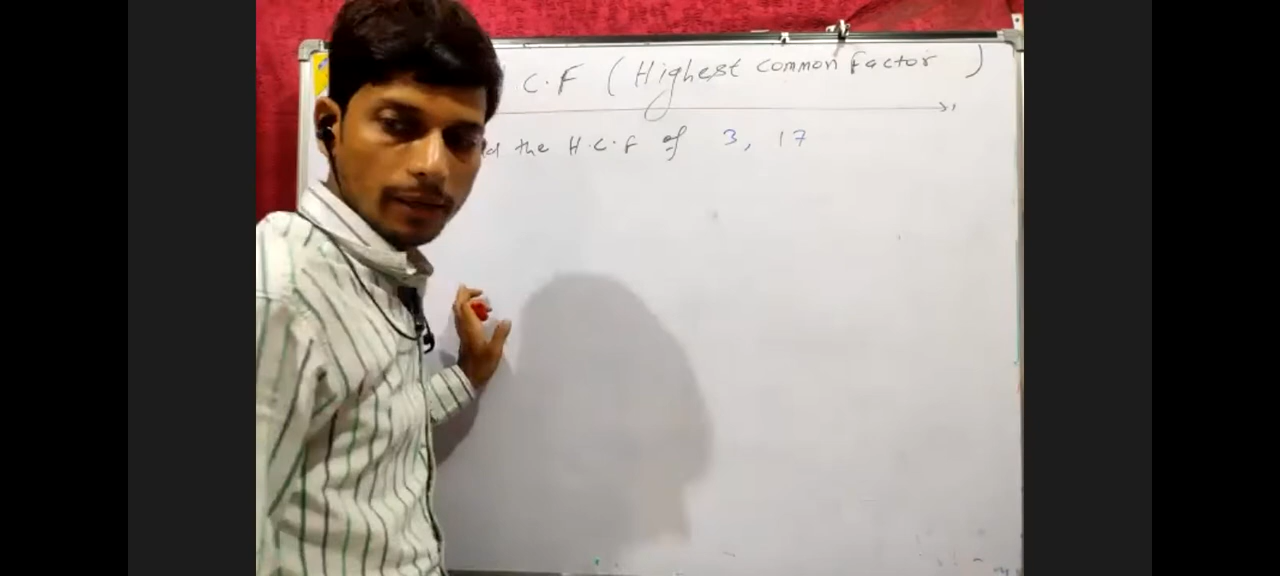 C.F (Highest common factor)
the H.C.F of 3, 17